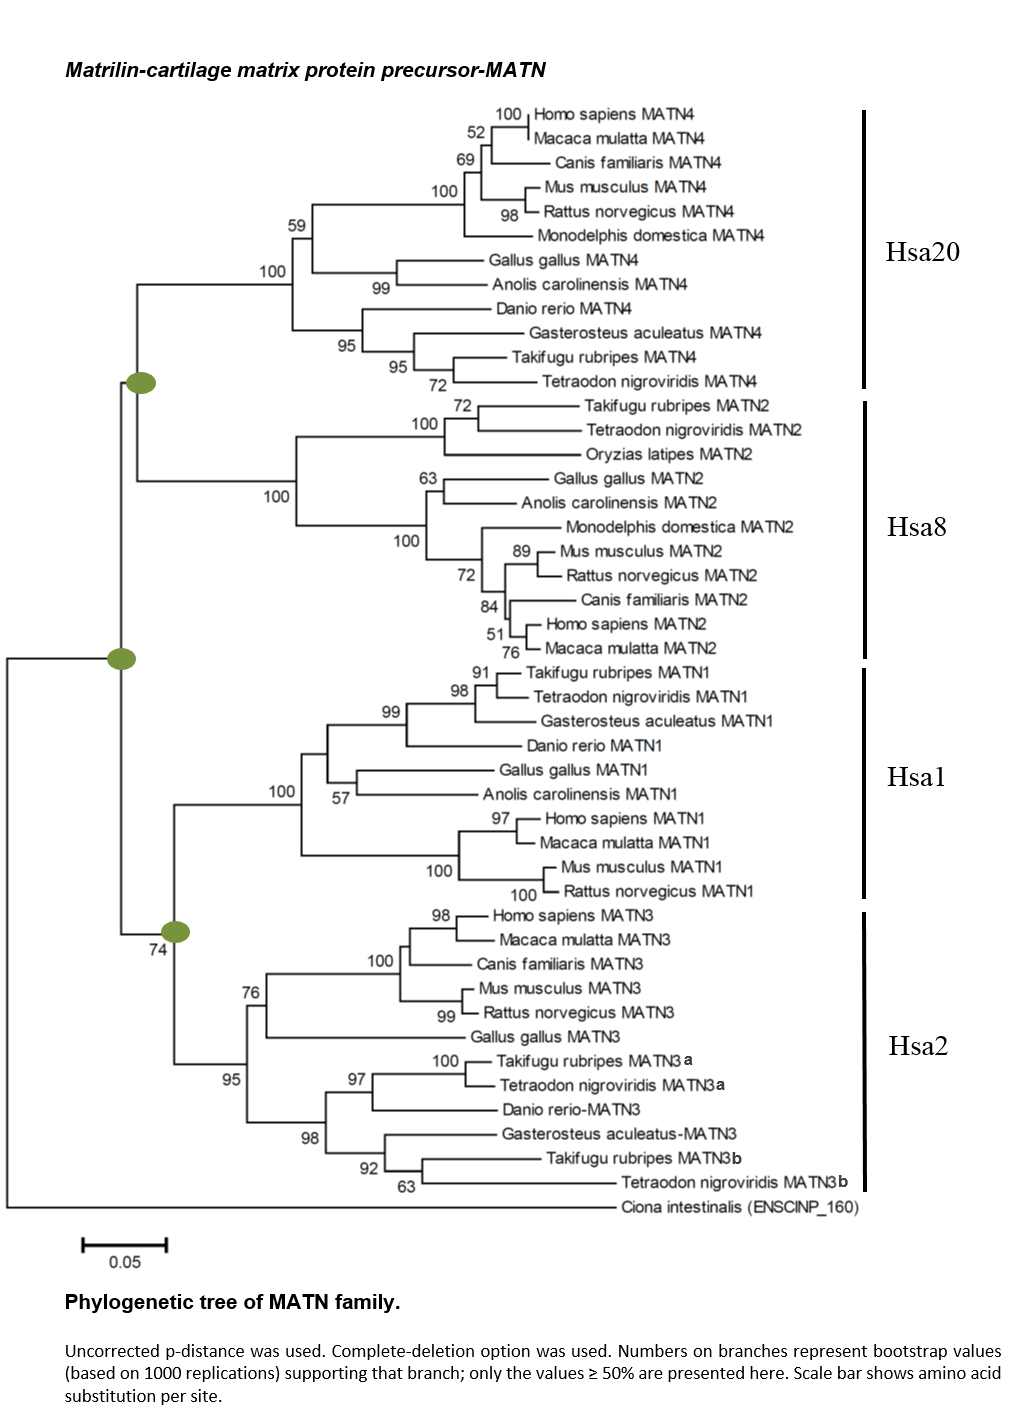 Matrilin-cartilage matrix protein precursor-MATN
100
Homo sapiens MATN4
52
Macaca mulatta MATN4
69
Canis familiaris MATN4
100
Mus musculus MATN4
98
Rattus norvegicus MATN4
59
Monodelphis domestica MATN4
Hsa20
100
Gallus gallus MATN4
99
Anolis carolinensis MATN4
Danio rerio MATN4
95
Gasterosteus aculeatus MATN4
95
Takifugu rubripes MATN4
72
Tetraodon nigroviridis MATN4
72
Takifugu rubripes MATN2
100
Tetraodon nigroviridis MATN2
Oryzias latipes MATN2
63
Gallus gallus MATN2
100
Anolis carolinensis MATN2
Hsa8
100
Monodelphis domestica MATN2
89
Mus musculus MATN2
72
Rattus norvegicus MATN2
84
Canis familiaris MATN2
51
Homo sapiens MATN2
76
Macaca mulatta MATN2
91
Takifugu rubripes MATN1
98
Tetraodon nigroviridis MATN1
99
Gasterosteus aculeatus MATN1
Danio rerio MATN1
Gallus gallus MATN1
Hsa1
100
57
Anolis carolinensis MATN1
97
Homo sapiens MATN1
Macaca mulatta MATN1
100
Mus musculus MATN1
100
Rattus norvegicus MATN1
98
Homo sapiens MATN3
74
Macaca mulatta MATN3
100
Canis familiaris MATN3
76
Mus musculus MATN3
99
Rattus norvegicus MATN3
Gallus gallus MATN3
Hsa2
100
Takifugu rubripes MATN3a
95
97
Tetraodon nigroviridis MATN3a
Danio rerio-MATN3
98
Gasterosteus aculeatus-MATN3
92
Takifugu rubripes MATN3b
63
Tetraodon nigroviridis MATN3b
Ciona intestinalis (ENSCINP_160)
0.05
Phylogenetic tree of MATN family.
Uncorrected p-distance was used. Complete-deletion option was used. Numbers on branches represent bootstrap values
(based on 1000 replications) supporting that branch; only the values ≥ 50% are presented here. Scale bar shows amino acid
substitution per site.